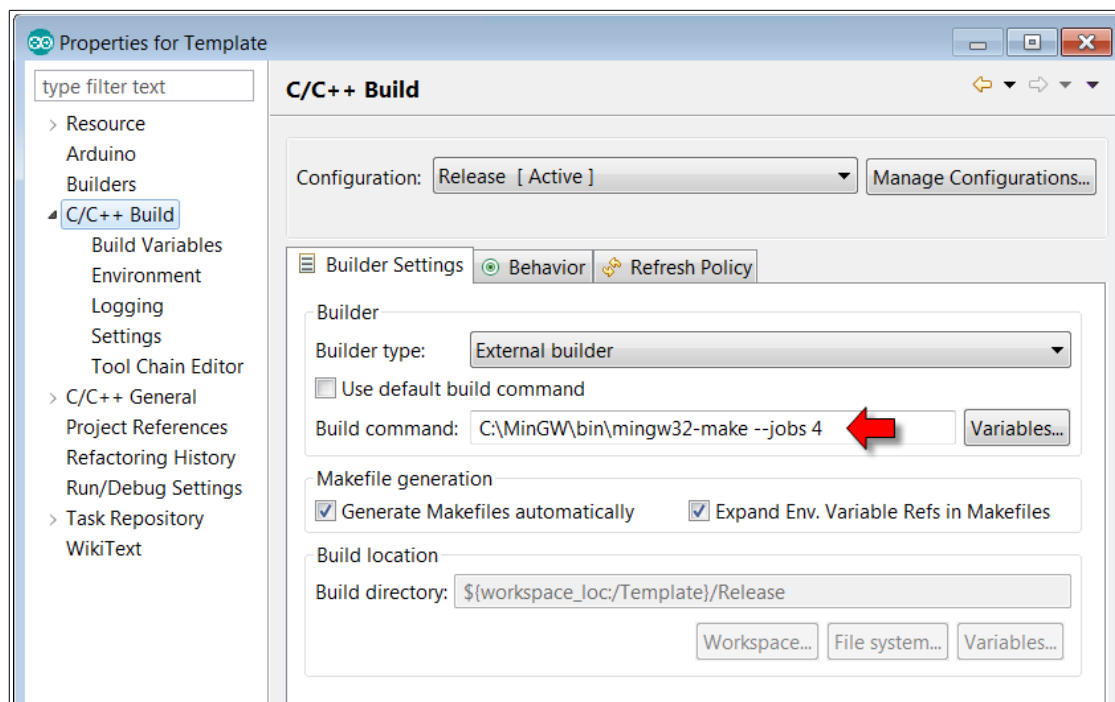 Properties for Template
type filter text
Resource
Arduino
Builders
C/C++ Build
Build Variables
Environment
Logging
Settings
Tool Chain Editor
C/C++ General
Project References
Refactoring History
Run/Debug Settings
Task Repository
WikiText
C/C++ Build
Configuration: Release [ Active ] Manage Configurations...
Builder Settings Behavior Refresh Policy
Builder
Builder type: External builder
Use default build command
Build command: C:\MinGW\bin\mingw32-make --jobs 4 Variables...
Makefile generation
Generate Makefiles automatically Expand Env. Variable Refs in Makefiles
Build location
Build directory: ${workspace_loc:/Template}/Release
Workspace... File system... Variables...